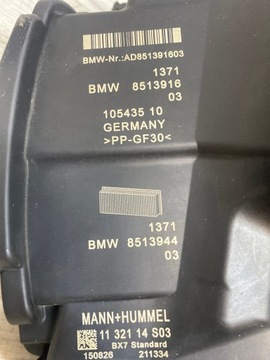 BMW-Nr.:AD851391603
1371
BMW 8513916
03
105435 10
GERMANY
>PP-GF30<
1371
BMW 8513944
03
MANN+HUMMEL
11 321 14 S03
BX7 Standard
150826 211334